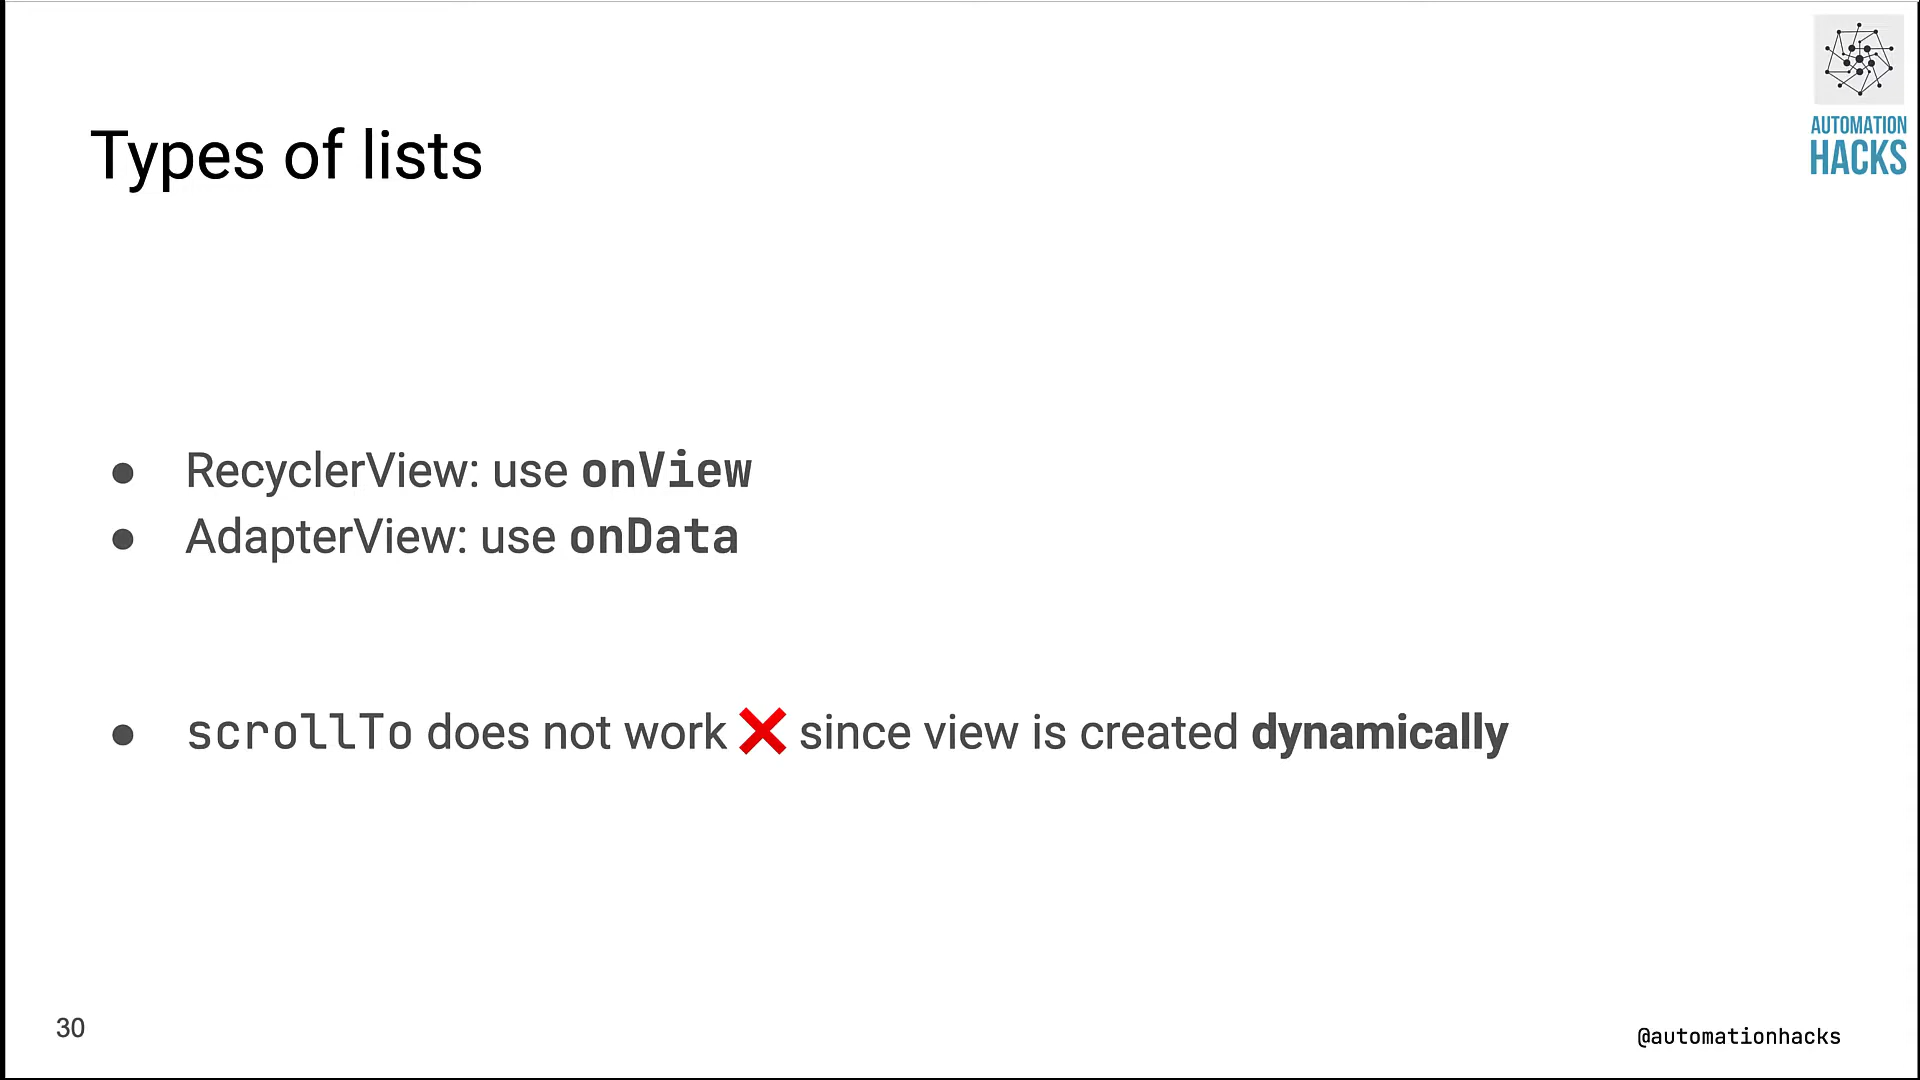 AUTOMATION
HACKS
Types of lists
● RecyclerView: use onView
● AdapterView: use onData
● scrollTo does not work ❌ since view is created dynamically
30
@automationhacks